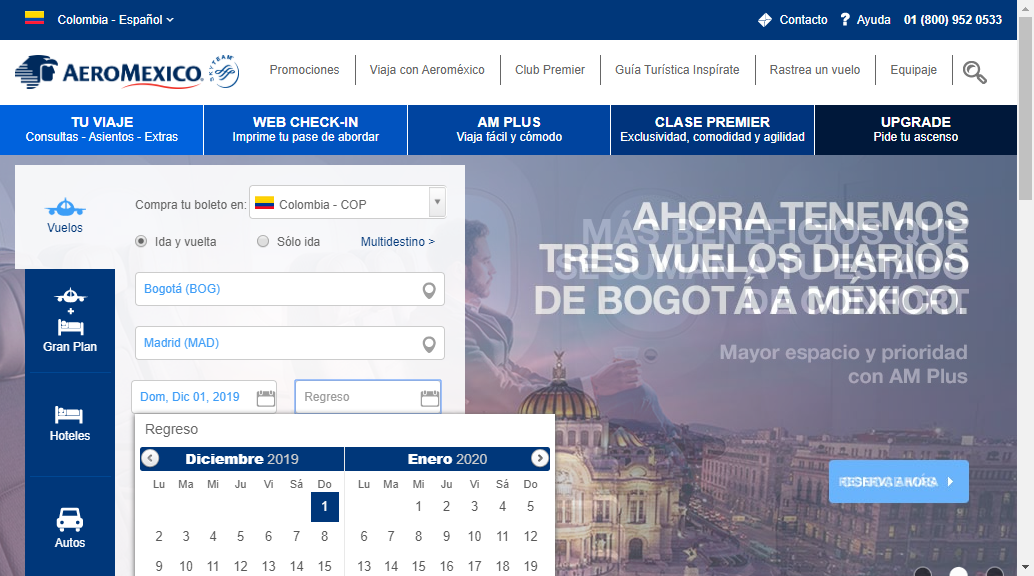 Colombia - Español
Contacto
Ayuda
01 (800) 952 0533
AEROMEXICO.
SKYTEAM
Promociones
Viaja con Aeroméxico
Club Premier
Guía Turística Inspírate
Rastrea un vuelo
Equipaje
TU VIAJE
Consultas - Asientos - Extras
WEB CHECK-IN
Imprime tu pase de abordar
AM PLUS
Viaja fácil y cómodo
CLASE PREMIER
Exclusividad, comodidad y agilidad
UPGRADE
Pide tu ascenso
Vuelos
+
Gran Plan
Hoteles
Autos
Compra tu boleto en:
Colombia - COP
Ida y vuelta
Sólo ida
Multidestino >
Bogotá (BOG)
Madrid (MAD)
Dom, Dic 01, 2019
Regreso
Regreso
Diciembre 2019
Enero 2020
Lu Ma Mi Ju Vi Sá Do
Lu Ma Mi Ju Vi Sá Do
1
1 2 3 4 5
2 3 4 5 6 7 8
6 7 8 9 10 11 12
9 10 11 12 13 14 15
13 14 15 16 17 18 19
AHORA TENEMOS
TRES VUELOS DIARIOS
DE BOGOTÁ A MÉXICO.
MÁS BENEFICIOS QUE
Mayor espacio y prioridad
con AM Plus